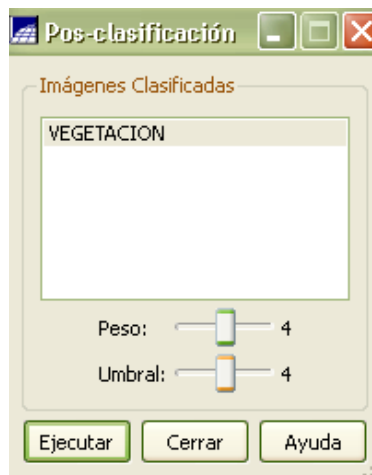 Pos-clasificación
Imágenes Clasificadas
VEGETACION
Peso: 4
Umbral: 4
Ejecutar Cerrar Ayuda